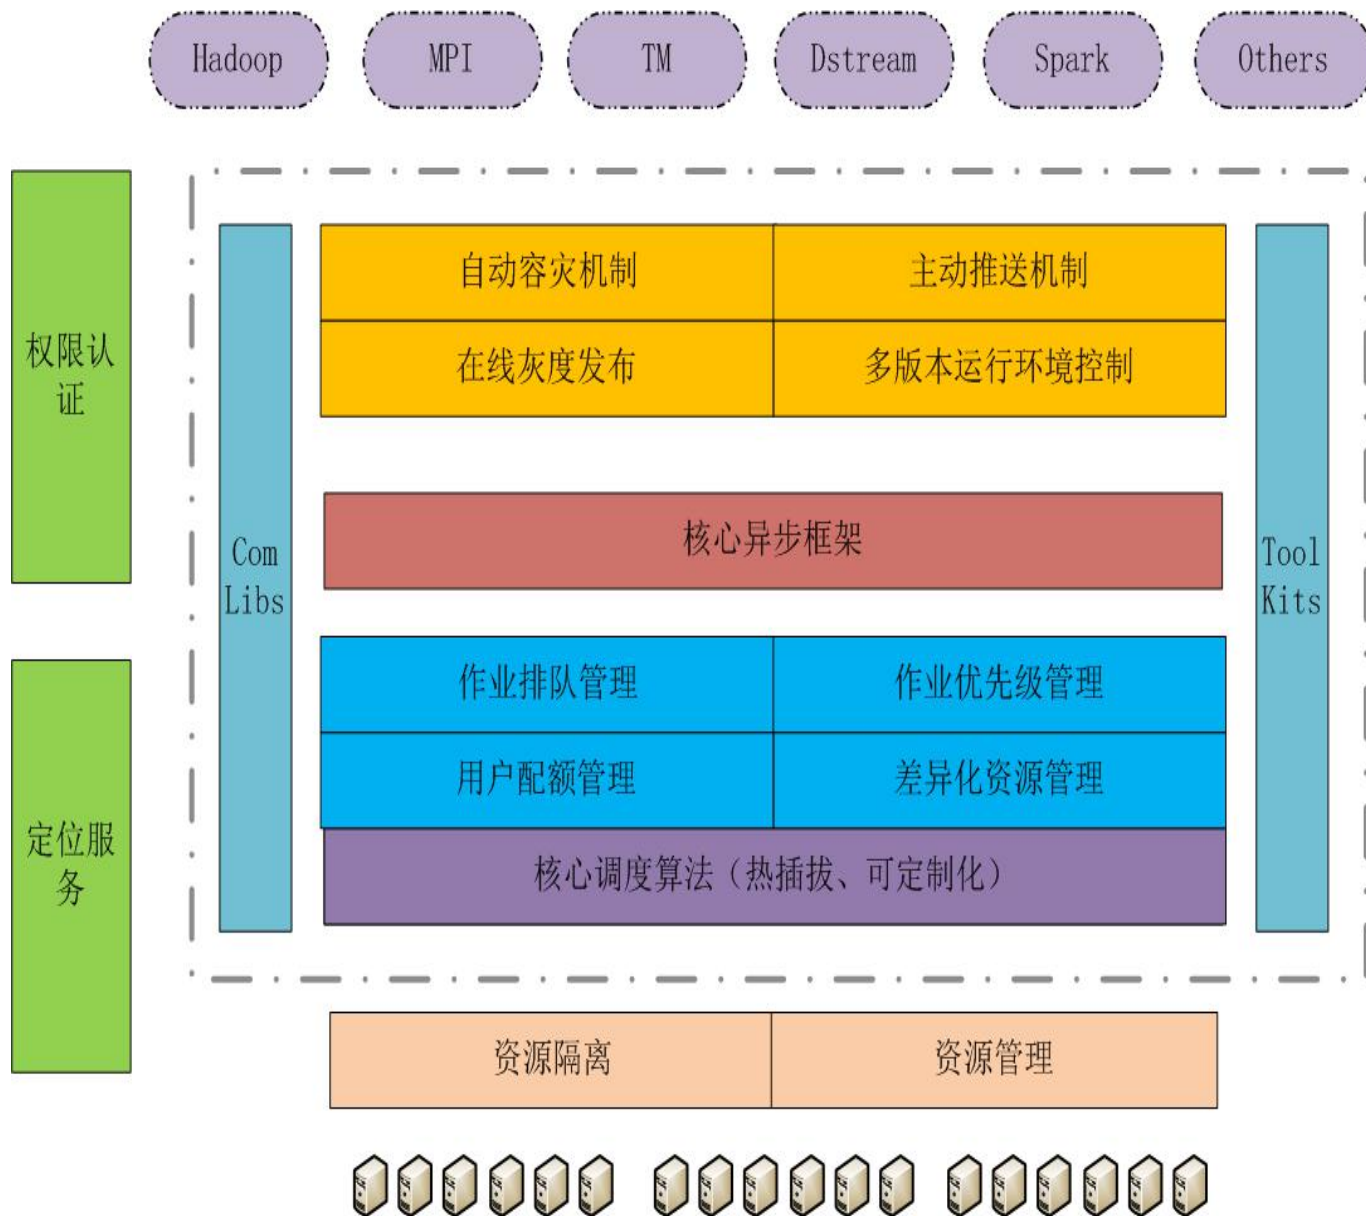 Hadoop
MPI
TM
Dstream
Spark
Others
权限认
证
定位服
务
Com
Libs
自动容灾机制
主动推送机制
在线灰度发布
多版本运行环境控制
核心异步框架
作业排队管理
作业优先级管理
用户配额管理
差异化资源管理
核心调度算法（热插拔、可定制化）
Tool
Kits
资源隔离
资源管理